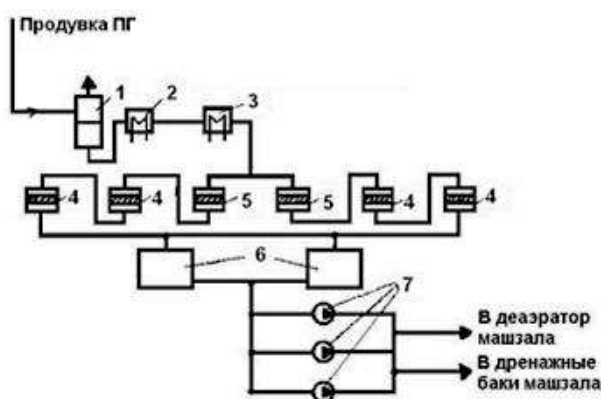 Продувка ПГ
1
2
3
4
4
5
5
4
4
6
7
В деаэратор
машзала
В дренажные
баки машзала